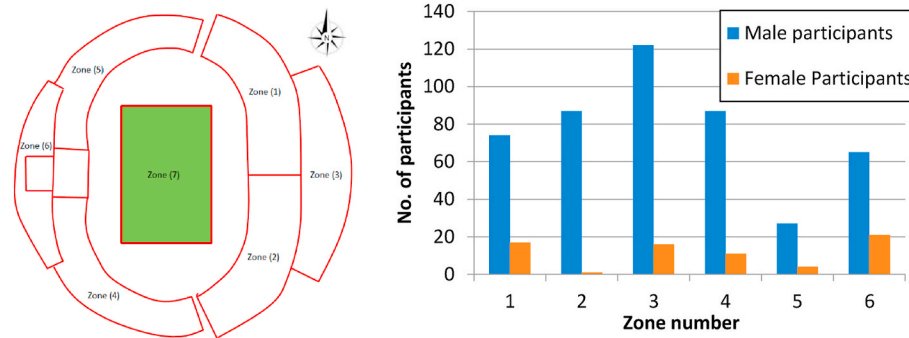 N
Zone (5)
Zone (1)
Zone (6)
Zone (7)
Zone (3)
Zone (2)
Zone (4)
140
120
100
80
60
40
20
0
No. of participants
Male participants
Female Participants
1 2 3 4 5 6
Zone number